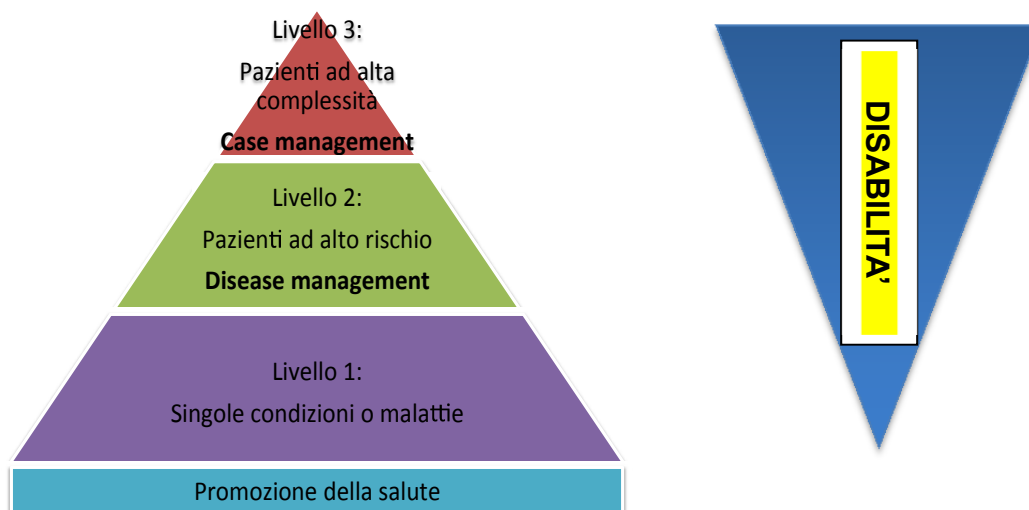 Livello 3:
Pazienti ad alta
complessità
Case management
Livello 2:
Pazienti ad alto rischio
Disease management
Livello 1:
Singole condizioni o malattie
Promozione della salute
DISABILITA’